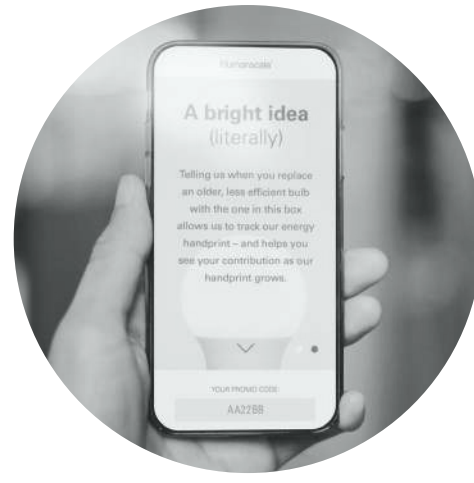 Humanscale
A bright idea
(literally)
Telling us when you replace
an older, less efficient bulb
with the one in this box
allows us to track our energy
handprint – and helps you
see your contribution as our
handprint grows.
YOUR PROMO CODE
AA22BB